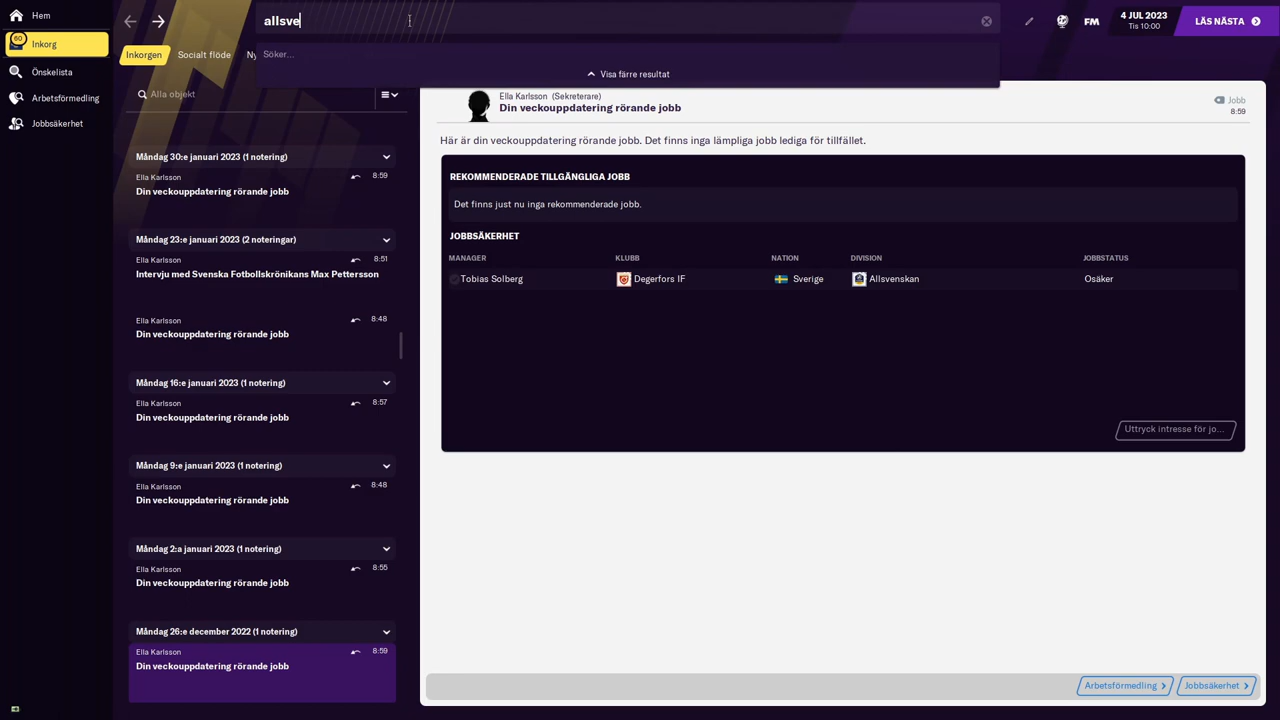 Hem
60
Inkorg
Önskelista
Arbetsförmedling
Jobbsäkerhet
allsve
Söker...
Visa färre resultat
FM
4 JUL 2023
Tis 10:00
LÄS NÄSTA
Inkorgen
Socialt flöde
Ny
Alla objekt
Måndag 30:e januari 2023 (1 notering)
Ella Karlsson
8:59
Din veckouppdatering rörande jobb
Måndag 23:e januari 2023 (2 noteringar)
Ella Karlsson
8:51
Intervju med Svenska Fotbollskrönikans Max Pettersson
Ella Karlsson
8:48
Din veckouppdatering rörande jobb
Måndag 16:e januari 2023 (1 notering)
Ella Karlsson
8:57
Din veckouppdatering rörande jobb
Måndag 9:e januari 2023 (1 notering)
Ella Karlsson
8:48
Din veckouppdatering rörande jobb
Måndag 2:a januari 2023 (1 notering)
Ella Karlsson
8:55
Din veckouppdatering rörande jobb
Måndag 26:e december 2022 (1 notering)
Ella Karlsson
8:59
Din veckouppdatering rörande jobb
Ella Karlsson (Sekreterare)
Din veckouppdatering rörande jobb
Jobb
8:59
Här är din veckouppdatering rörande jobb. Det finns inga lämpliga jobb lediga för tillfället.
REKOMMENDERADE TILLGÄNGLIGA JOBB
Det finns just nu inga rekommenderade jobb.
JOBBSÄKERHET
MANAGER KLUBB NATION DIVISION JOBBSTATUS
Tobias Solberg Degerfors IF Sverige Allsvenskan Osäker
Uttryck intresse för jo...
Arbetsförmedling
Jobbsäkerhet